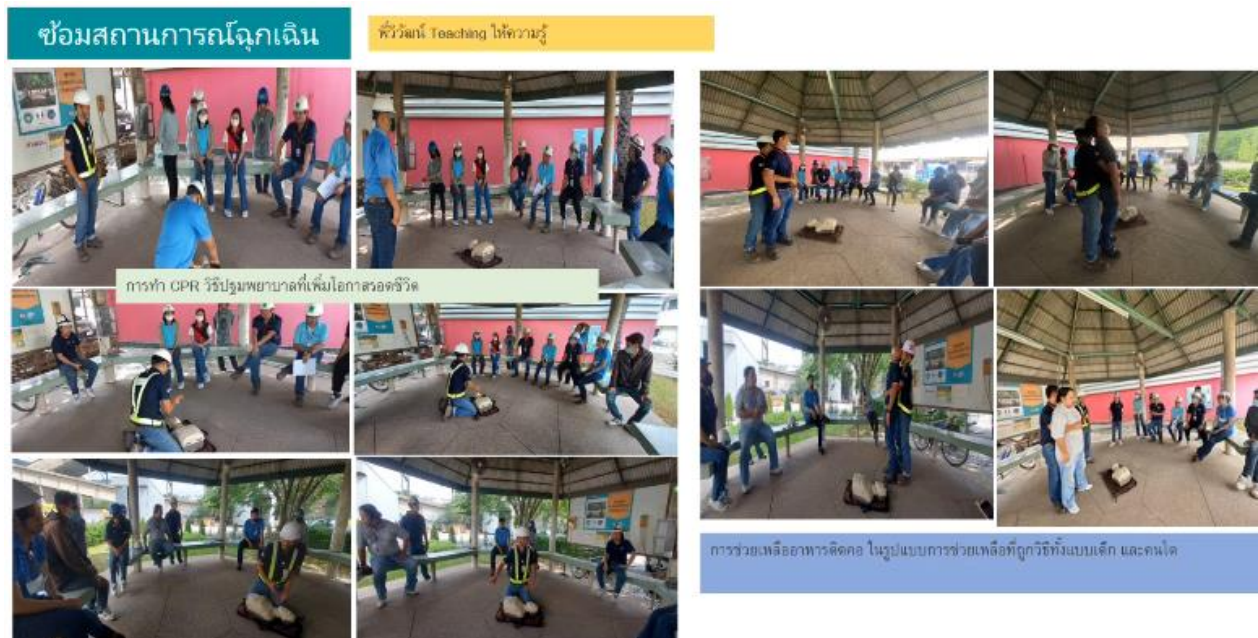 ซ้อมสถานการณ์ฉุกเฉิน
พี่วิวัฒน์ Teaching ให้ความรู้
การทำ CPR วิธีปฐมพยาบาลที่เพิ่มโอกาสรอดชีวิต
การช่วยเหลืออาหารติดคอ ในรูปแบบการช่วยเหลือที่ถูกวิธีทั้งแบบเด็ก และคนโต